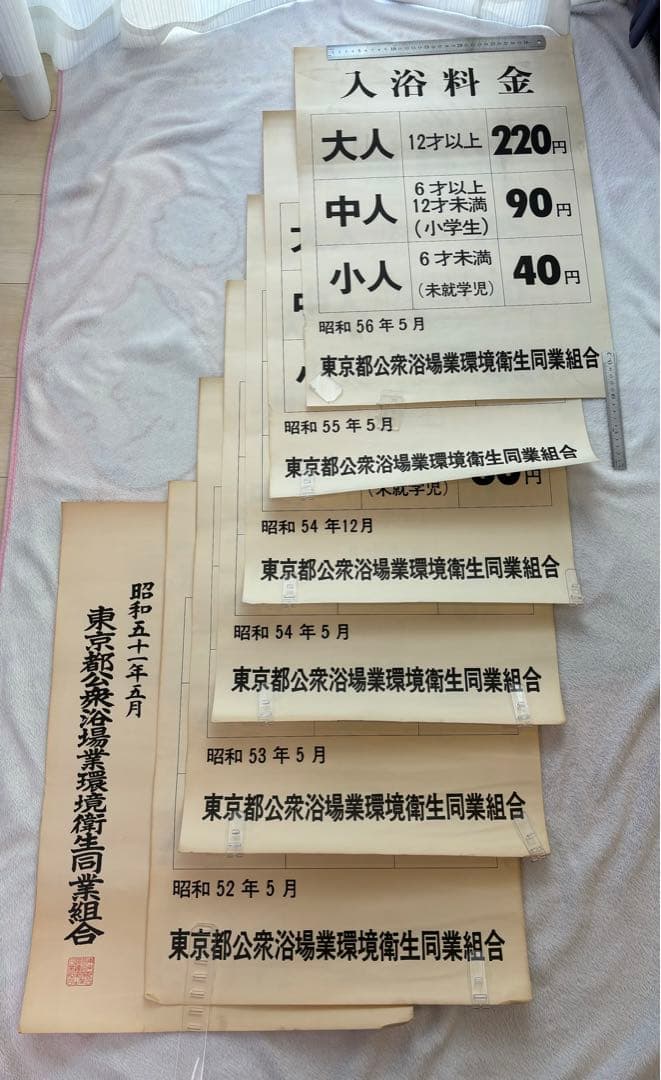 入浴料金
大人 12才以上 220円
中人 6才以上 12才未満 (小学生) 90円
小人 6才未満 (未就学児) 40円
昭和56年5月
東京都公衆浴場業環境衛生同業組合
昭和55年5月
東京都公衆浴場業環境衛生同業組合
(未就学児) 円
昭和54年12月
東京都公衆浴場業環境衛生同業組合
昭和54年5月
東京都公衆浴場業環境衛生同業組合
昭和53年5月
東京都公衆浴場業環境衛生同業組合
昭和52年5月
東京都公衆浴場業環境衛生同業組合
昭和五十一年五月
東京都公衆浴場業環境衛生同業組合